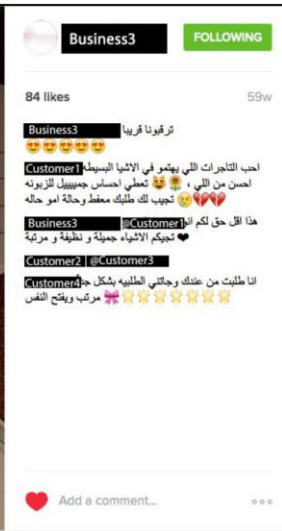 Business3
FOLLOWING
84 likes
59w
Business3 ترقبونا قريبا
😍😍😍😍😍
Customer1 احب التاجرات اللي يهتمو في الاشيا البسيطه
🌻😍 تعطي احساس جمييييل للزبونه ، احسن من اللي
تجيب لك طلبك معفط وحالة امو حاله 😢💔💔
Business3 @Customer1 هذا اقل حق لكم انو
تجيكم الاشياء جميلة و نظيفة و مرتبة ❤
Customer2 @Customer3
Customer4 انا طلبت من عندك وجاتني الطلبيه بشكل جداً
مرتب ويفتح النفس 🎀🌟🌟🌟🌟🌟🌟🌟
Add a comment...